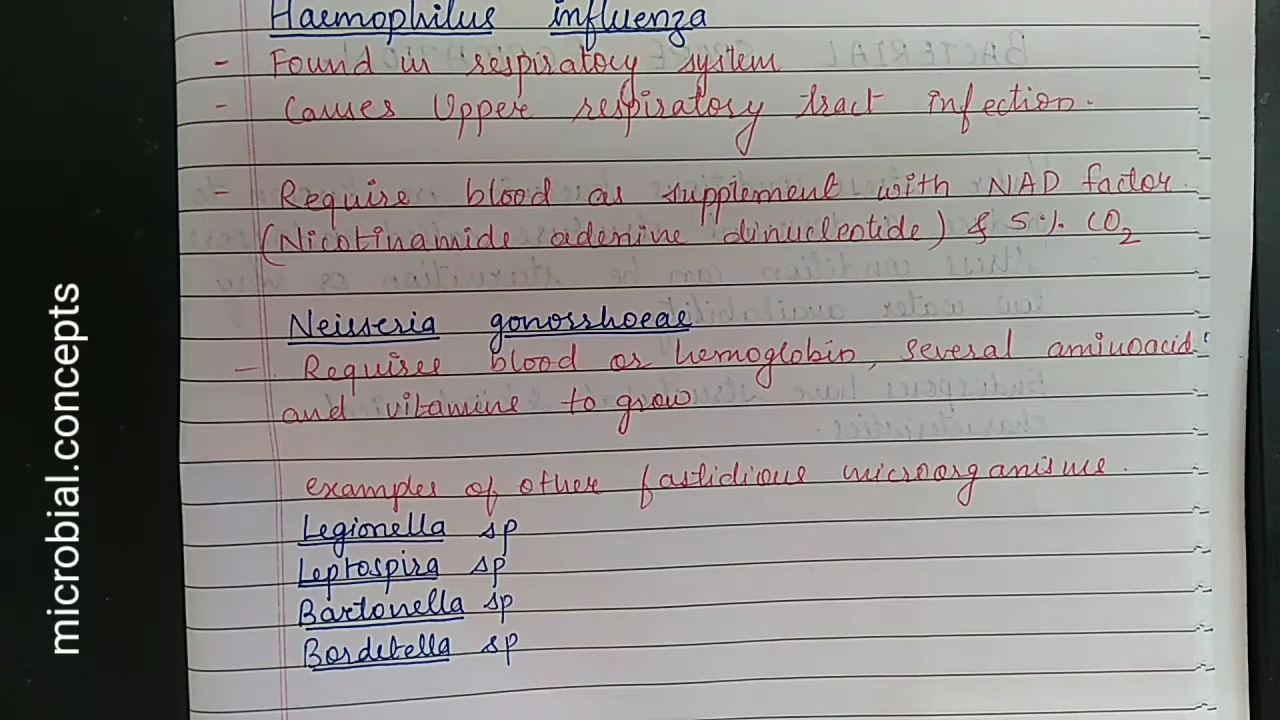 Haemophilus influenza
- Found in respiratory system
- Causes Upper respiratory tract infection.
- Require blood as supplement with NAD factor.
(Nicotinamide adenine dinucleotide) & 5% CO2
Neisseria gonorrhoeae
- Requires blood or hemoglobin, several aminoacids
and vitamins to grow
examples of other fastidious microorganisms.
Legionella sp
Leptospira sp
Bartonella sp
Bordetella sp
microbial.concepts